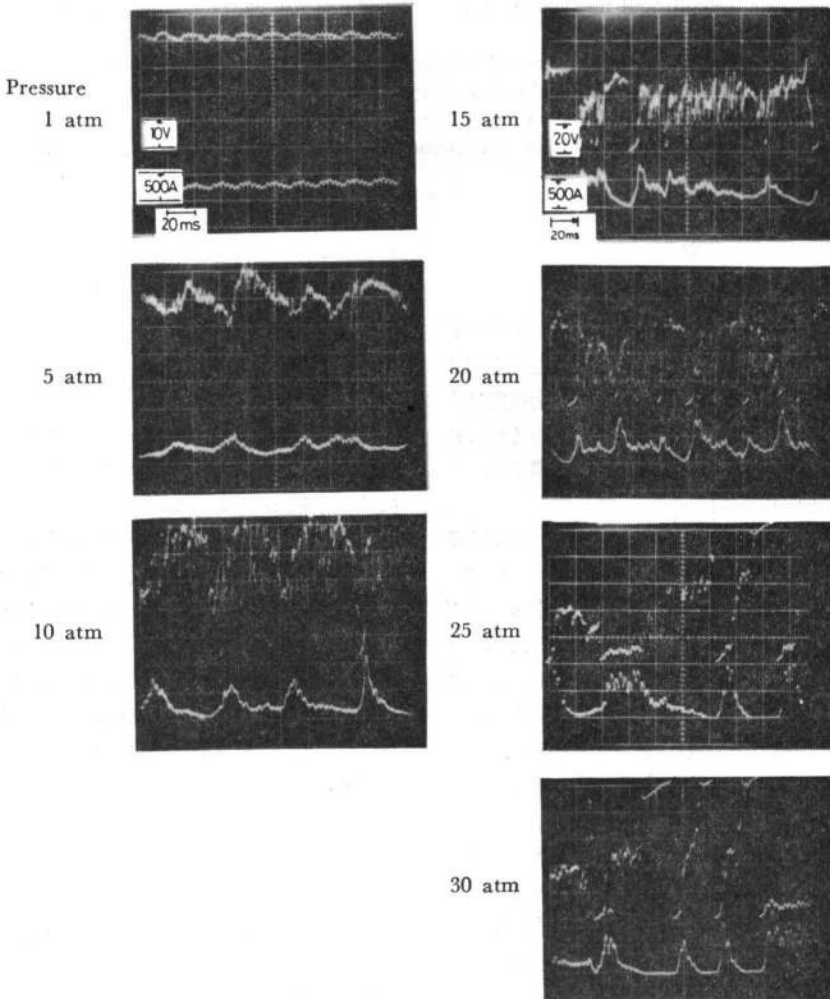 Pressure
1 atm
10V
500A
20ms
5 atm
10 atm
15 atm
20V
500A
20ms
20 atm
25 atm
30 atm